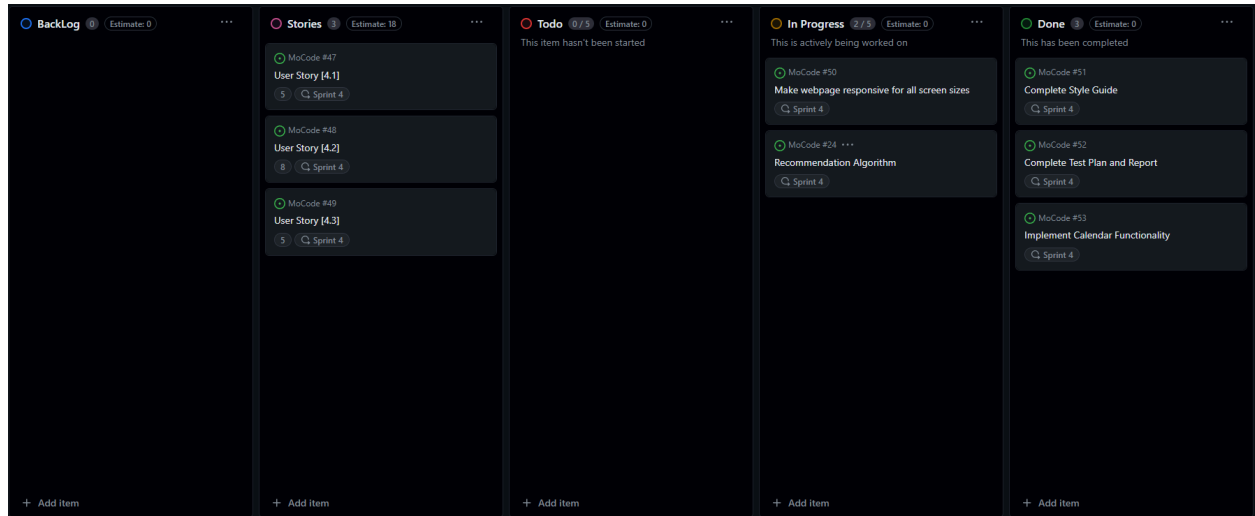 BackLog 0 Estimate: 0 ...
+ Add item
Stories 3 Estimate: 18 ...
MoCode #47
User Story [4.1]
5 Sprint 4
MoCode #48
User Story [4.2]
8 Sprint 4
MoCode #49
User Story [4.3]
5 Sprint 4
+ Add item
Todo 0 / 5 Estimate: 0 ...
This item hasn't been started
+ Add item
In Progress 2 / 5 Estimate: 0 ...
This is actively being worked on
MoCode #50
Make webpage responsive for all screen sizes
Sprint 4
MoCode #24 ...
Recommendation Algorithm
Sprint 4
+ Add item
Done 3 Estimate: 0 ...
This has been completed
MoCode #51
Complete Style Guide
Sprint 4
MoCode #52
Complete Test Plan and Report
Sprint 4
MoCode #53
Implement Calendar Functionality
Sprint 4
+ Add item